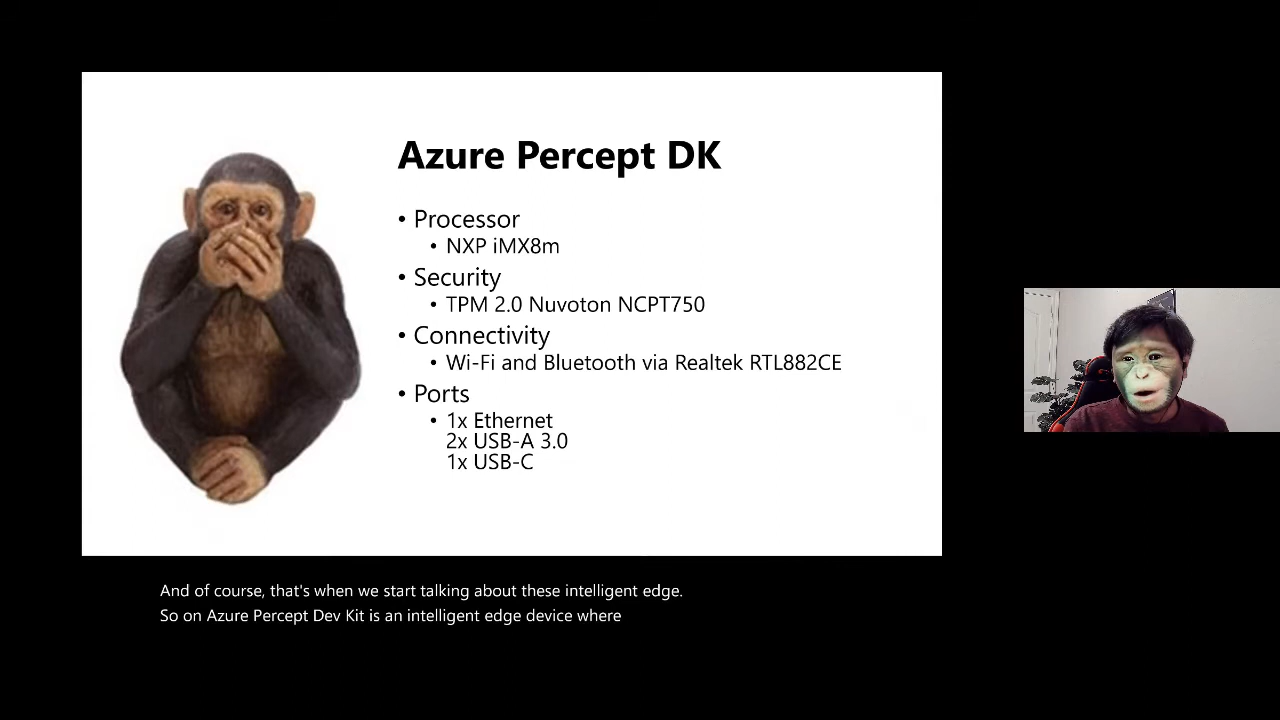 Azure Percept DK
• Processor
• NXP iMX8m
• Security
• TPM 2.0 Nuvoton NCPT750
• Connectivity
• Wi-Fi and Bluetooth via Realtek RTL882CE
• Ports
• 1x Ethernet
2x USB-A 3.0
1x USB-C
And of course, that's when we start talking about these intelligent edge.
So on Azure Percept Dev Kit is an intelligent edge device where